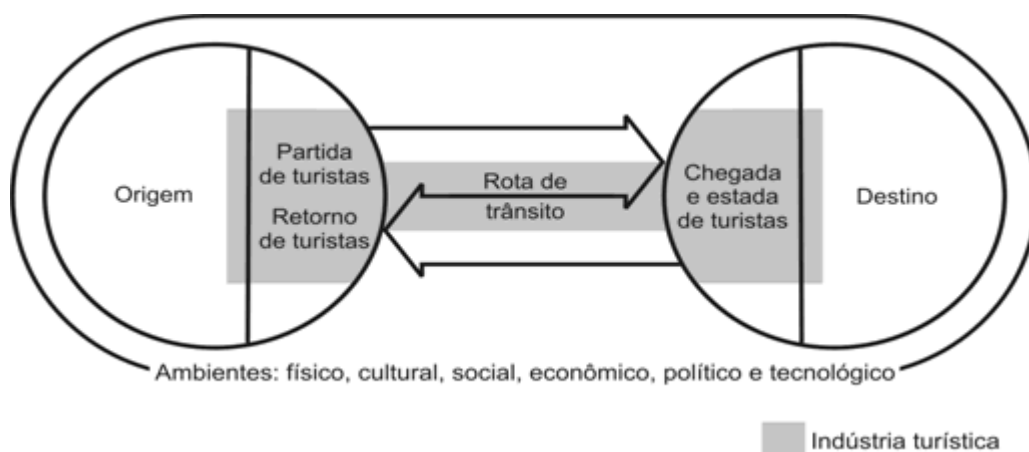 Origem
Partida
de turistas
Retorno
de turistas
Rota de
trânsito
Chegada
e estada
de turistas
Destino
Ambientes: físico, cultural, social, econômico, político e tecnológico
Indústria turística